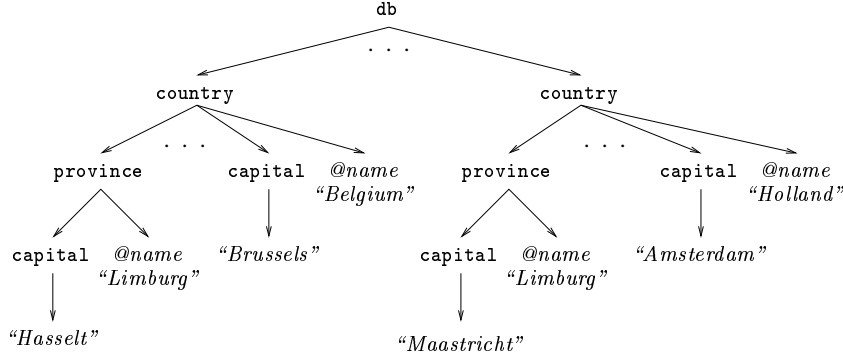 db
. . .
country country
. . . . . .
province capital @name province capital @name
“Belgium” “Holland”
capital @name “Brussels” capital @name “Amsterdam”
“Limburg” “Limburg”
“Hasselt” “Maastricht”